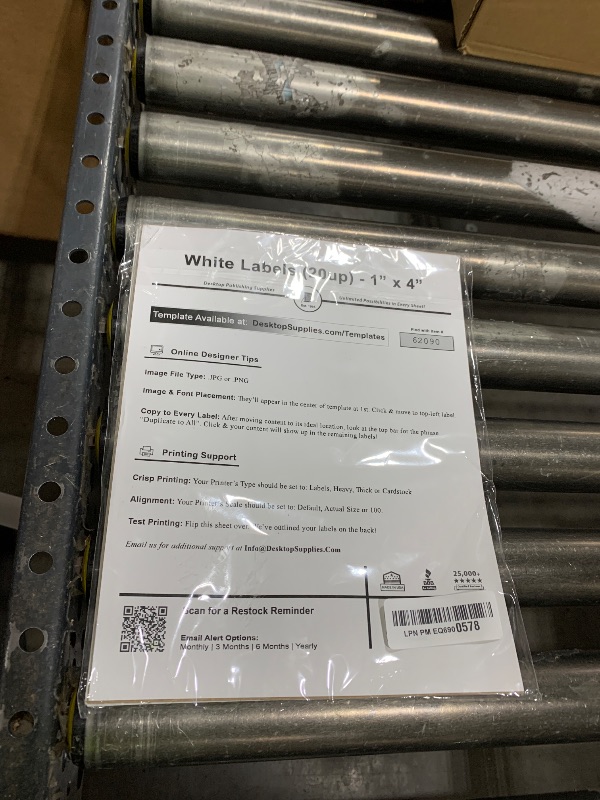 White Labels (20up) - 1" x 4"
Desktop Publishing Supplies
Unlimited Possibilities in Every Sheet!
Template Available at: DesktopSupplies.com/Templates
62090
Online Designer Tips
Image File Type: .JPG or .PNG
Image & Font Placement: They'll appear in the center of template at 1st. Click & move to top-left label
Copy to Every Label: After moving content to its ideal location, look at the top bar for the phrase
"Duplicate to All". Click & your content will show up in the remaining labels!
Printing Support
Crisp Printing: Your Printer's Type should be set to: Labels, Heavy, Thick or Cardstock
Alignment: Your Printer's Scale should be set to: Default, Actual Size or 100.
Test Printing: Flip this sheet over. We've outlined your labels on the back!
Email us for additional support at Info@DesktopSupplies.Com
MADE IN USA
BBB
25,000+
Scan for a Restock Reminder
Email Alert Options:
Monthly | 3 Months | 6 Months | Yearly
LPN PM EQ6900578